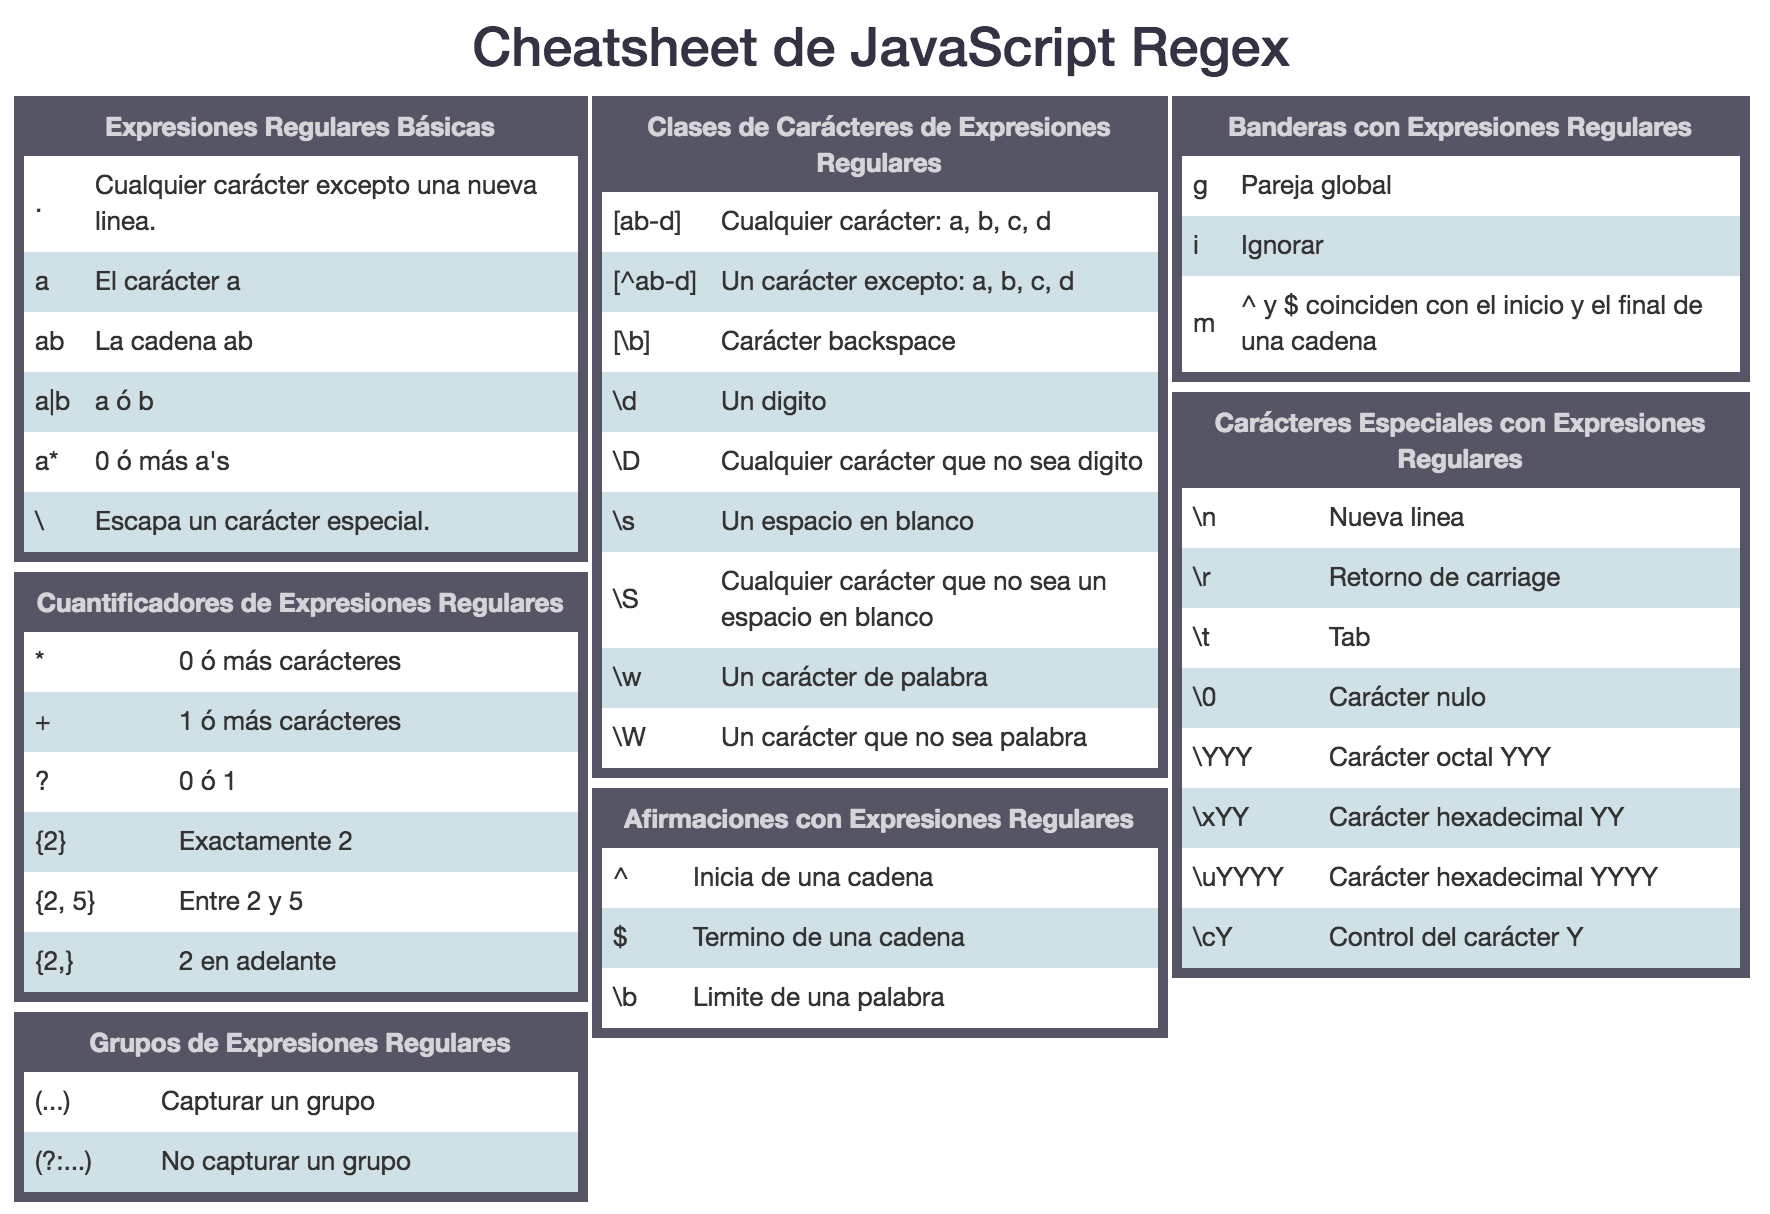 Cheatsheet de JavaScript Regex
Expresiones Regulares Básicas
. Cualquier carácter excepto una nueva
linea.
a El carácter a
ab La cadena ab
a|b a ó b
a* 0 ó más a's
\ Escapa un carácter especial.
Cuantificadores de Expresiones Regulares
* 0 ó más carácteres
+ 1 ó más carácteres
? 0 ó 1
{2} Exactamente 2
{2, 5} Entre 2 y 5
{2,} 2 en adelante
Grupos de Expresiones Regulares
(...) Capturar un grupo
(?:...) No capturar un grupo
Clases de Carácteres de Expresiones
Regulares
[ab-d] Cualquier carácter: a, b, c, d
[^ab-d] Un carácter excepto: a, b, c, d
[\b] Carácter backspace
\d Un digito
\D Cualquier carácter que no sea digito
\s Un espacio en blanco
\S Cualquier carácter que no sea un
espacio en blanco
\w Un carácter de palabra
\W Un carácter que no sea palabra
Afirmaciones con Expresiones Regulares
^ Inicia de una cadena
$ Termino de una cadena
\b Limite de una palabra
Banderas con Expresiones Regulares
g Pareja global
i Ignorar
m ^ y $ coinciden con el inicio y el final de
una cadena
Carácteres Especiales con Expresiones
Regulares
\n Nueva linea
\r Retorno de carriage
\t Tab
\0 Carácter nulo
\YYY Carácter octal YYY
\xYY Carácter hexadecimal YY
\uYYYY Carácter hexadecimal YYYY
\cY Control del carácter Y